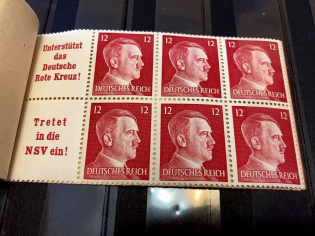 Unterstützt
das
Deutsche
Rote Kreuz!
12 12 12 12 12 12
DEUTSCHES REICH DEUTSCHES REICH DEUTSCHES REICH
Tretet
in die
NSV ein!
12 12 12 12 12 12
DEUTSCHES REICH DEUTSCHES REICH DEUTSCHES REICH